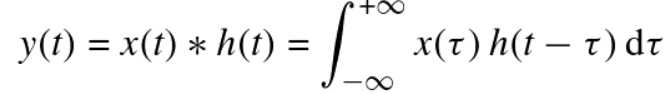 y(t) = x(t) * h(t) = ∫_{-∞}^{+∞} x(τ) h(t − τ) dτ